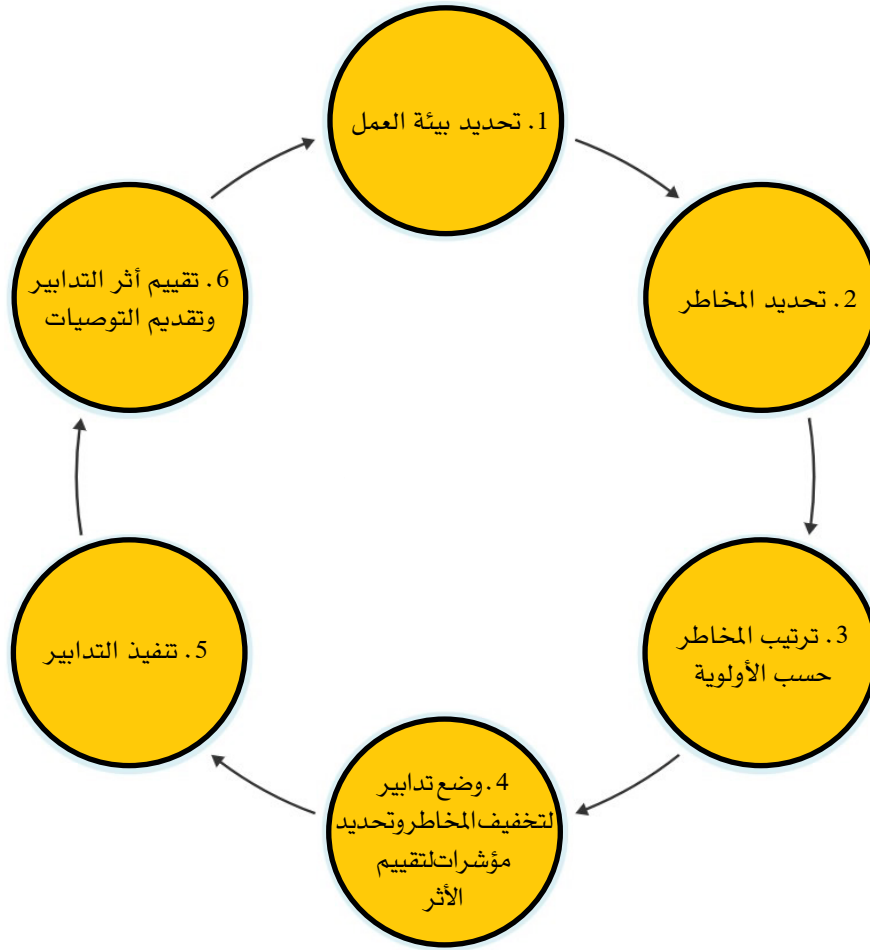 1. تحديد بيئة العمل
2. تحديد المخاطر
3. ترتيب المخاطر
حسب الأولوية
4. وضع تدابير
لتخفيف المخاطر وتحديد
مؤشرات لتقييم
الأثر
5. تنفيذ التدابير
6. تقييم أثر التدابير
وتقديم التوصيات